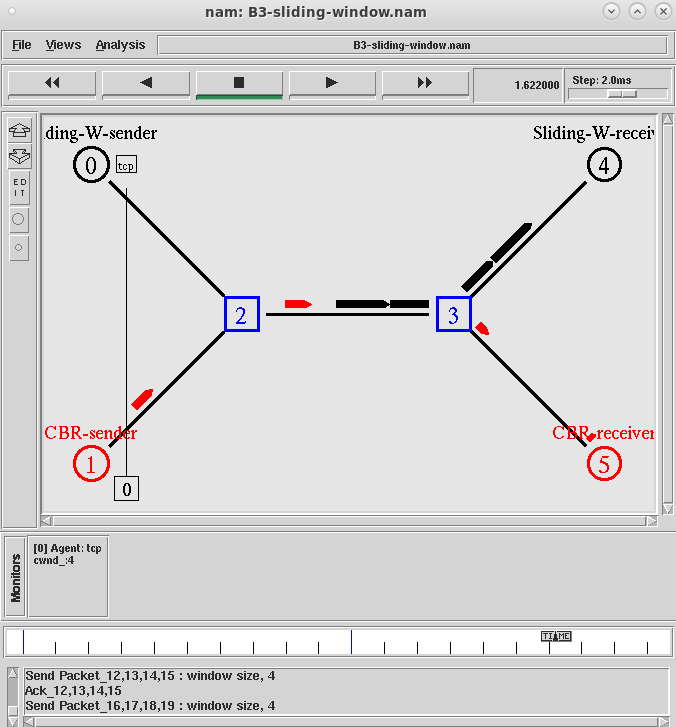 nam: B3-sliding-window.nam
File Views Analysis B3-sliding-window.nam
1.622000 Step: 2.0ms
ED
IT
ding-W-sender Sliding-W-receiv
0 tcp 4
2 3
CBR-sender CBR-receiver
1 0 5
Monitors
[0] Agent: tcp
cwnd_:4
TIME
Send Packet_12,13,14,15 : window size, 4
Ack_12,13,14,15
Send Packet_16,17,18,19 : window size, 4